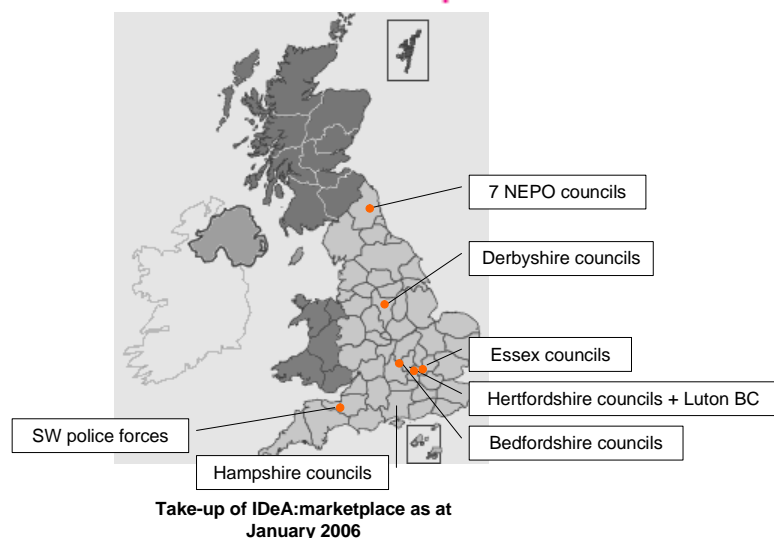 7 NEPO councils
Derbyshire councils
Essex councils
Hertfordshire councils + Luton BC
SW police forces
Bedfordshire councils
Hampshire councils
Take-up of IDeA:marketplace as at
January 2006